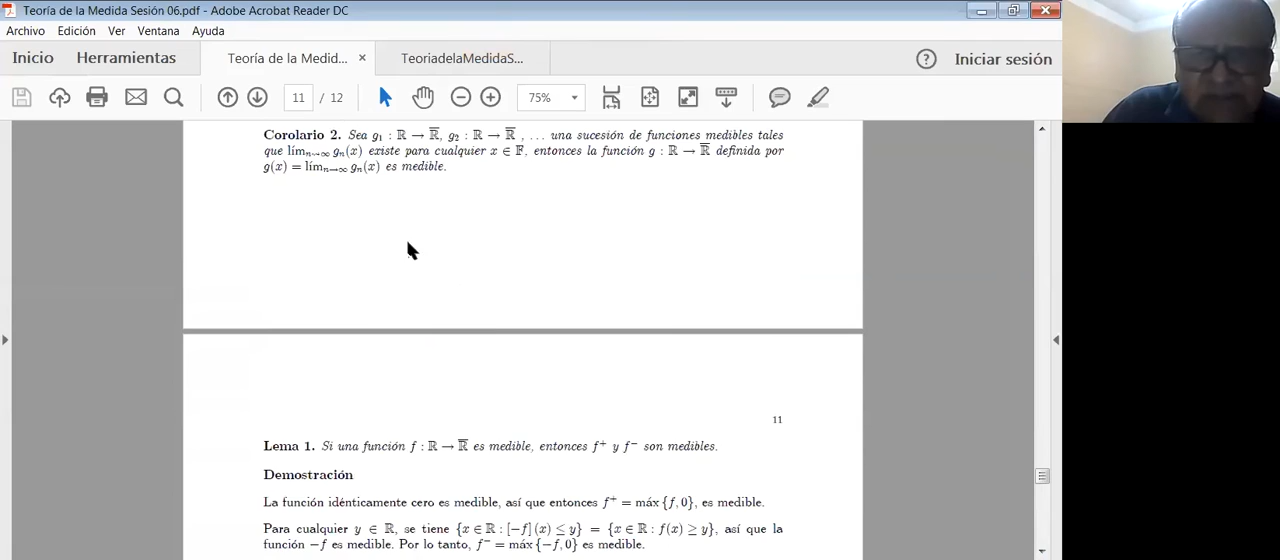 Teoría de la Medida Sesión 06.pdf - Adobe Acrobat Reader DC
Archivo Edición Ver Ventana Ayuda
Inicio Herramientas Teoría de la Medid... × TeoriadelaMedidaS... ? Iniciar sesión
11 / 12 75%
Corolario 2. Sea g₁ : ℝ → ℝ̅, g₂ : ℝ → ℝ̅ , ... una sucesión de funciones medibles tales
que límₙ→∞ gₙ(x) existe para cualquier x ∈ 𝔽, entonces la función g : ℝ → ℝ̅ definida por
g(x) = límₙ→∞ gₙ(x) es medible.
11
Lema 1. Si una función f : ℝ → ℝ̅ es medible, entonces f⁺ y f⁻ son medibles.
Demostración
La función idénticamente cero es medible, así que entonces f⁺ = máx {f, 0}, es medible.
Para cualquier y ∈ ℝ, se tiene {x ∈ ℝ : [−f] (x) ≤ y} = {x ∈ ℝ : f(x) ≥ y}, así que la
función −f es medible. Por lo tanto, f⁻ = máx {−f, 0} es medible.